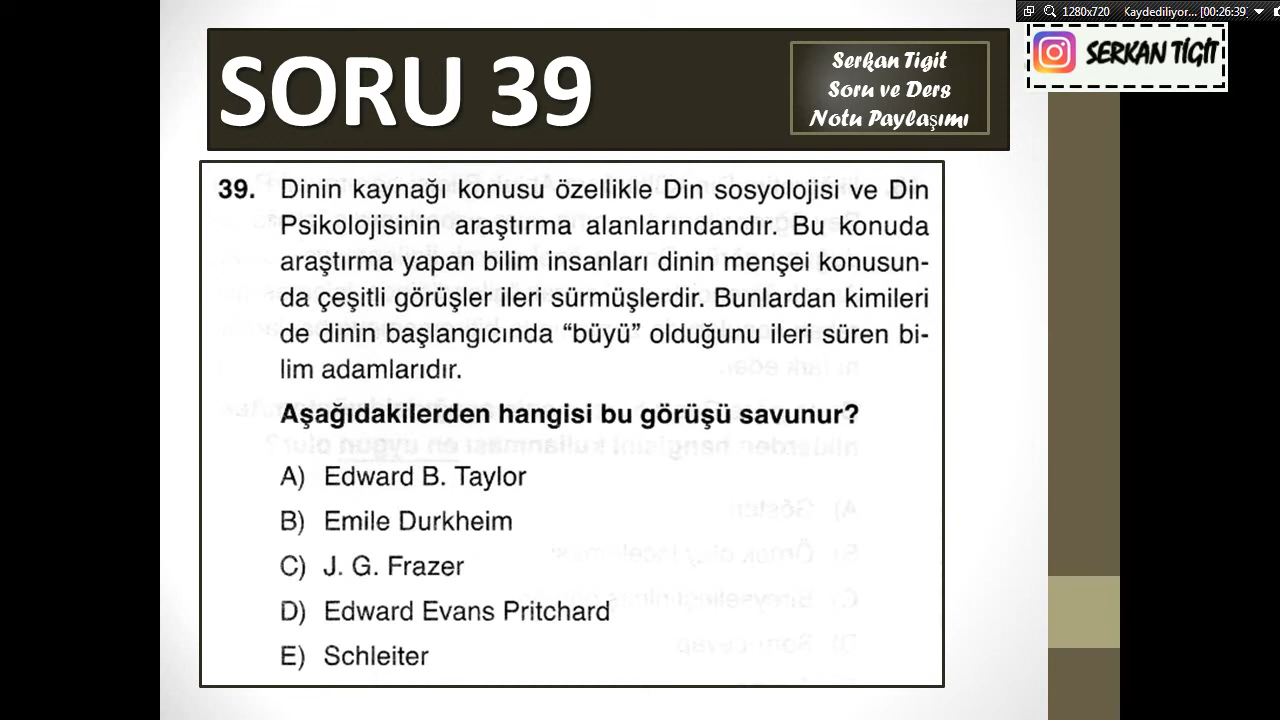 1280x720 Kaydediliyor... [00:26:39]
SERKAN TİGİT
SORU 39
Serkan Tigit
Soru ve Ders
Notu Paylaşımı
39. Dinin kaynağı konusu özellikle Din sosyolojisi ve Din
Psikolojisinin araştırma alanlarındandır. Bu konuda
araştırma yapan bilim insanları dinin menşei konusun-
da çeşitli görüşler ileri sürmüşlerdir. Bunlardan kimileri
de dinin başlangıcında “büyü” olduğunu ileri süren bi-
lim adamlarıdır.
Aşağıdakilerden hangisi bu görüşü savunur?
A) Edward B. Taylor
B) Emile Durkheim
C) J. G. Frazer
D) Edward Evans Pritchard
E) Schleiter